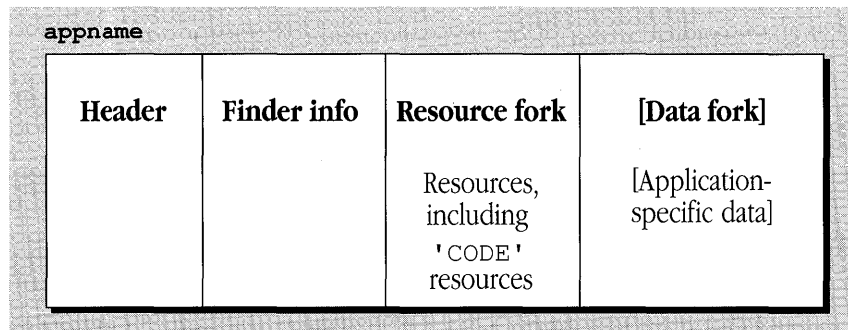 appname
Header
Finder info
Resource fork
[Data fork]
Resources,
including
'CODE'
resources
[Application-
specific data]